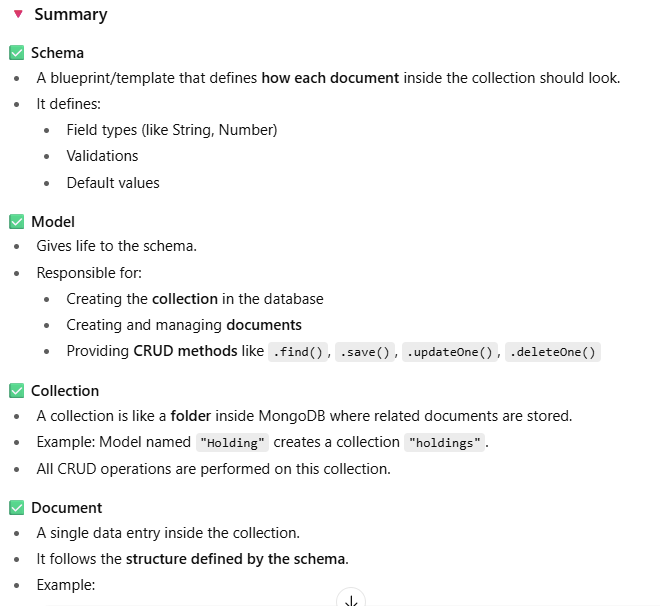 Summary
Schema
A blueprint/template that defines how each document inside the collection should look.
It defines:
Field types (like String, Number)
Validations
Default values
Model
Gives life to the schema.
Responsible for:
Creating the collection in the database
Creating and managing documents
Providing CRUD methods like .find(), .save(), .updateOne(), .deleteOne()
Collection
A collection is like a folder inside MongoDB where related documents are stored.
Example: Model named "Holding" creates a collection "holdings".
All CRUD operations are performed on this collection.
Document
A single data entry inside the collection.
It follows the structure defined by the schema.
Example: